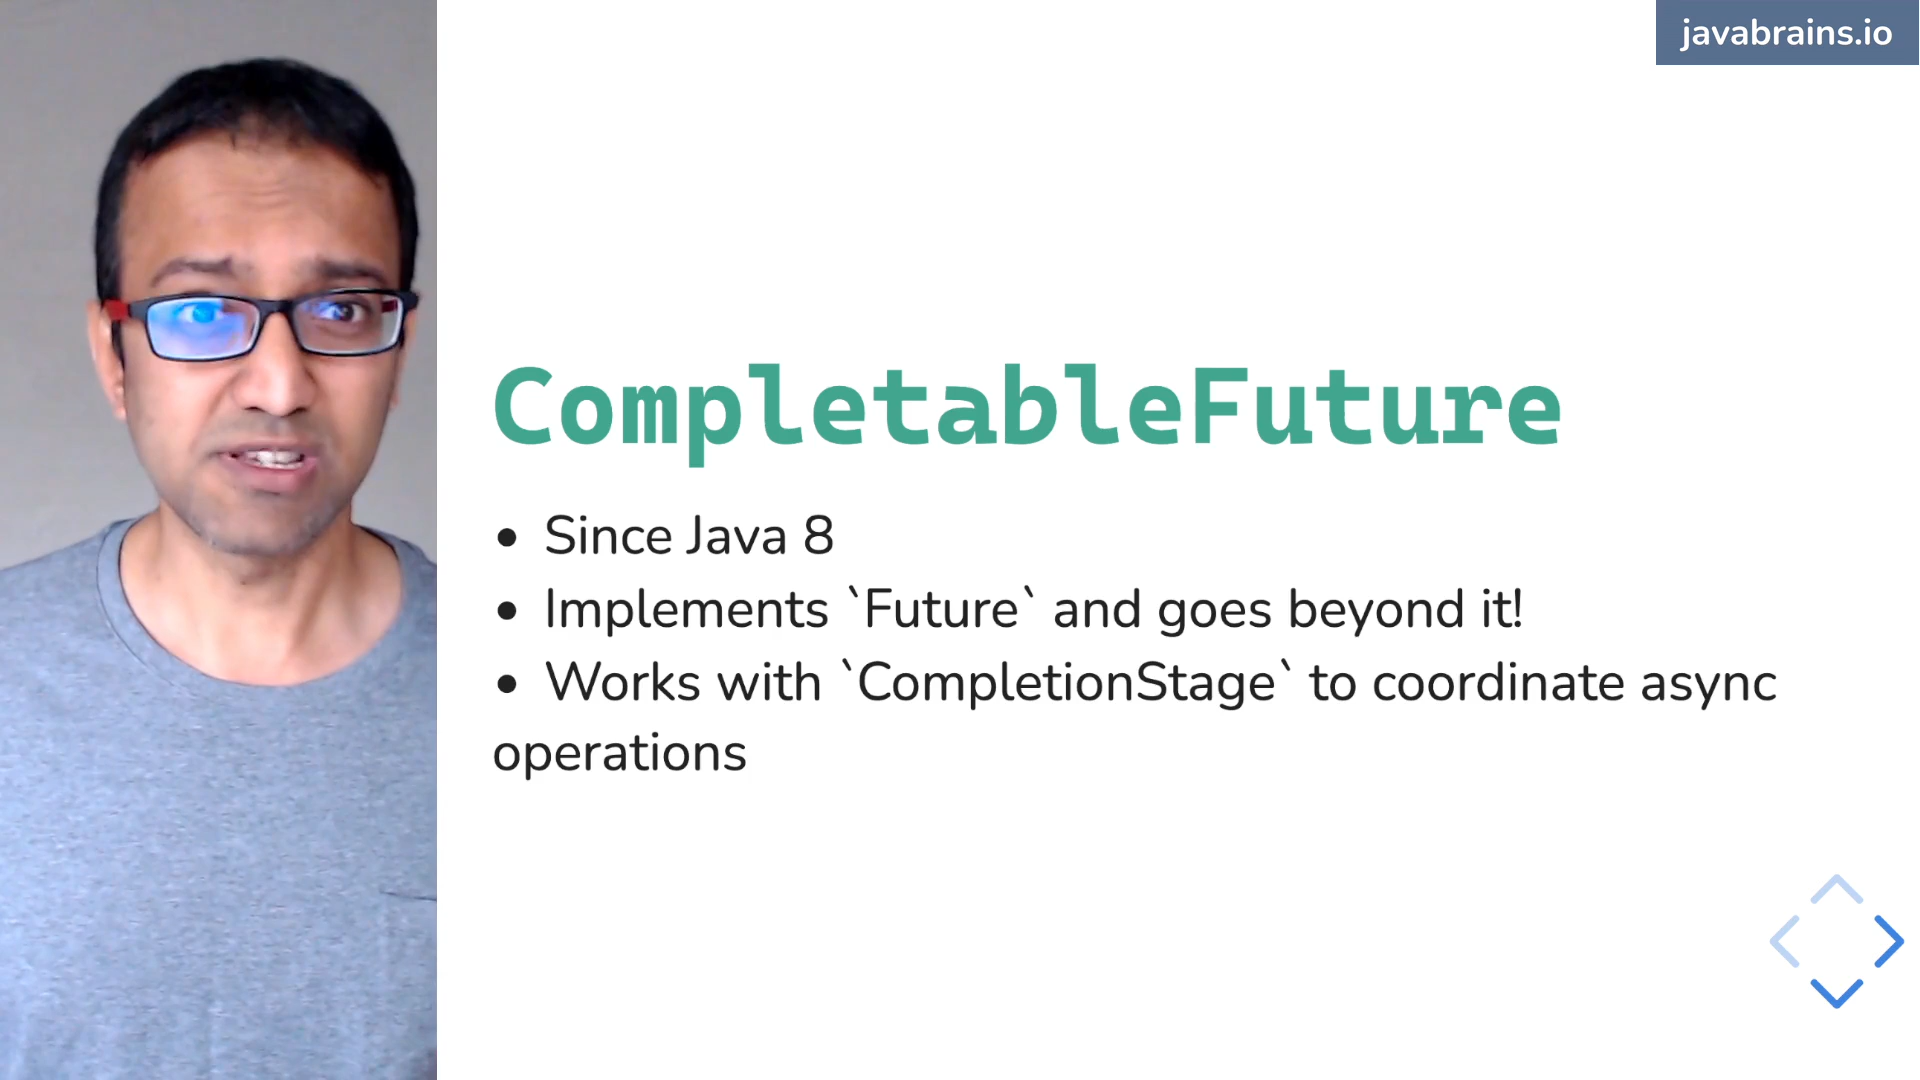 javabrains.io
CompletableFuture
• Since Java 8
• Implements `Future` and goes beyond it!
• Works with `CompletionStage` to coordinate async
operations